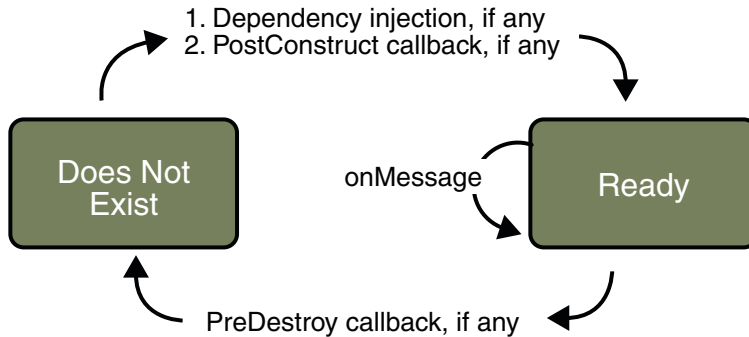 1. Dependency injection, if any
2. PostConstruct callback, if any
Does Not
Exist
onMessage
Ready
PreDestroy callback, if any